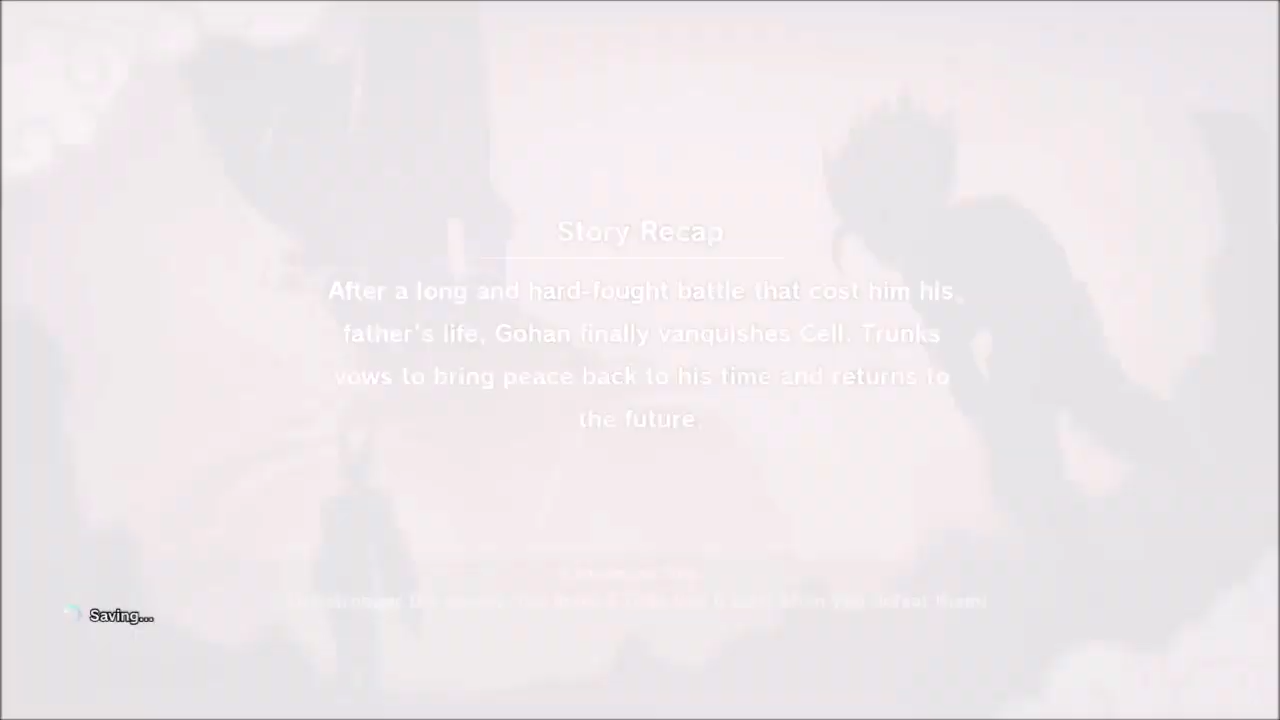 Story Recap
After a long and hard-fought battle that cost him his
father's life, Gohan finally vanquishes Cell. Trunks
vows to bring peace back to his time and returns to
the future.
Saving...